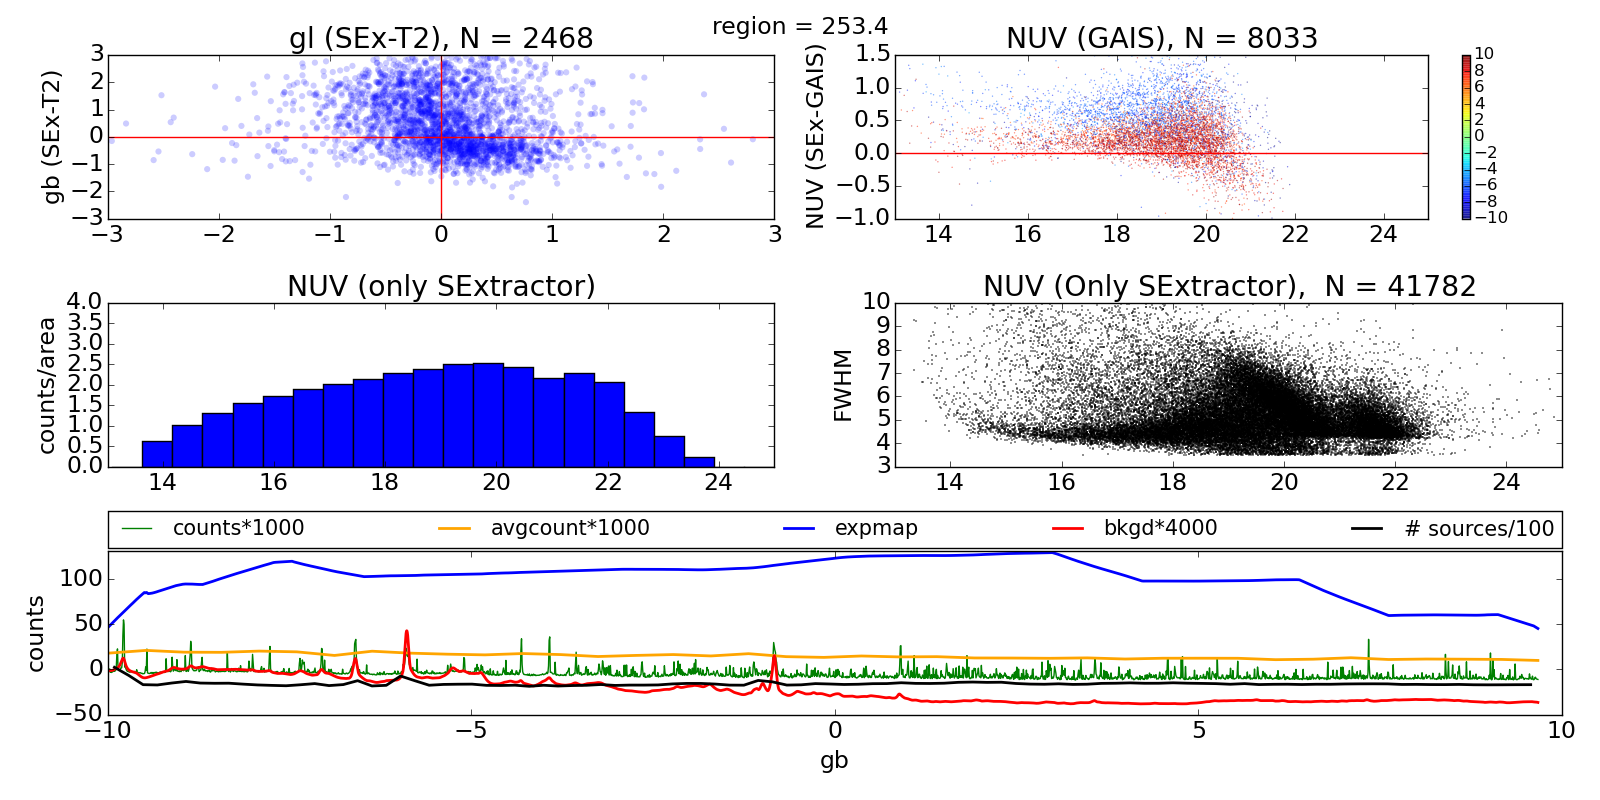 region = 253.4
gl (SEx-T2), N = 2468
gb (SEx-T2)
3
2
1
0
−1
−2
−3
−3 −2 −1 0 1 2 3
NUV (GAIS), N = 8033
NUV (SEx-GAIS)
1.5
1.0
0.5
0.0
−0.5
−1.0
14 16 18 20 22 24
10
8
6
4
2
0
−2
−4
−6
−8
−10
NUV (only SExtractor)
counts/area
4.0
3.5
3.0
2.5
2.0
1.5
1.0
0.5
0.0
14 16 18 20 22 24
NUV (Only SExtractor), N = 41782
FWHM
10
9
8
7
6
5
4
3
14 16 18 20 22 24
counts*1000 avgcount*1000 expmap bkgd*4000 # sources/100
counts
100
50
0
−50
−10 −5 0 5 10
gb